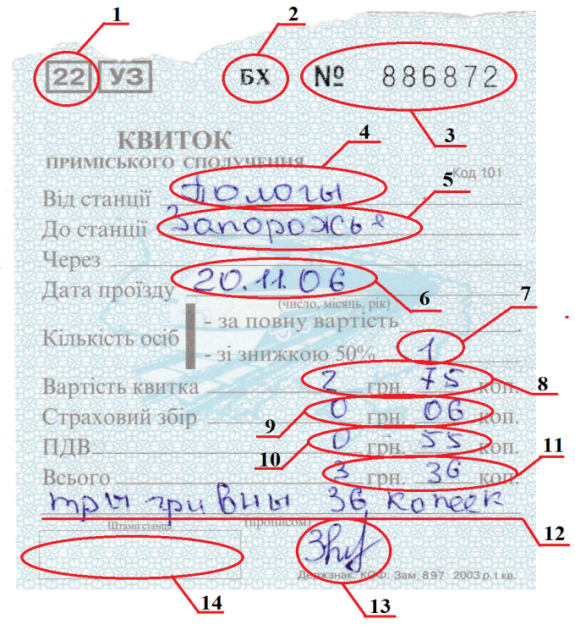 1 2
22 УЗ БХ № 886872
3
КВИТОК 4
ПРИМІСЬКОГО СПОЛУЧЕННЯ
5 Код 101
Від станції Пологы
До станції Запорожье
Через
Дата проїзду 20.11.06 6
(число, місяць, рік) 7
Кількість осіб - за повну вартість
- зі знижкою 50% 1
Вартість квитка 2 грн. 75 коп. 8
Страховий збір 0 грн. 06 коп. 9
ПДВ 0 грн. 55 коп. 10
11
Всього 3 грн. 36 коп.
тры гривны 36 копеек
Штамп станції (прописом) 12
Держзнак. КОФ. Зам. 897 2003 р. І кв.
14 13